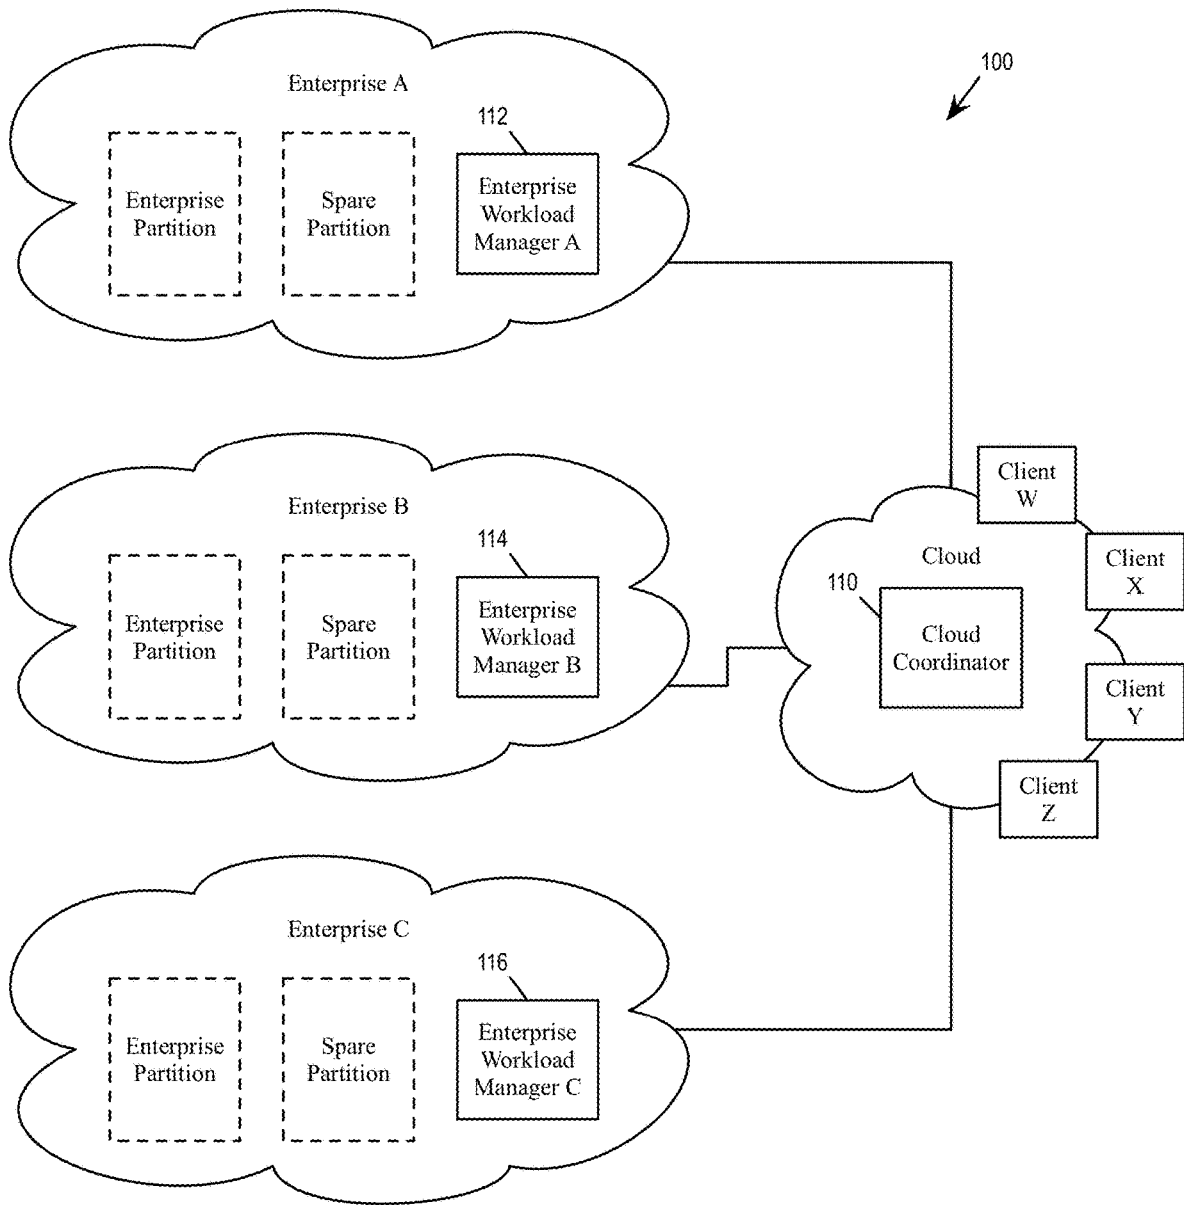 100
Enterprise A
112
Enterprise
Partition
Spare
Partition
Enterprise
Workload
Manager A
Enterprise B
114
Enterprise
Partition
Spare
Partition
Enterprise
Workload
Manager B
Client
W
Cloud
Client
X
110
Cloud
Coordinator
Client
Y
Client
Z
Enterprise C
116
Enterprise
Partition
Spare
Partition
Enterprise
Workload
Manager C